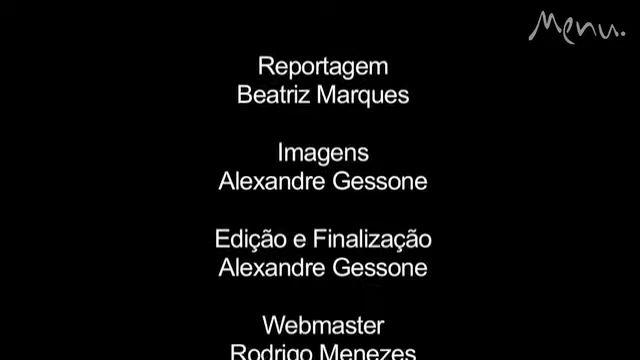 Menu.
Reportagem
Beatriz Marques
Imagens
Alexandre Gessone
Edição e Finalização
Alexandre Gessone
Webmaster
Rodrigo Menezes